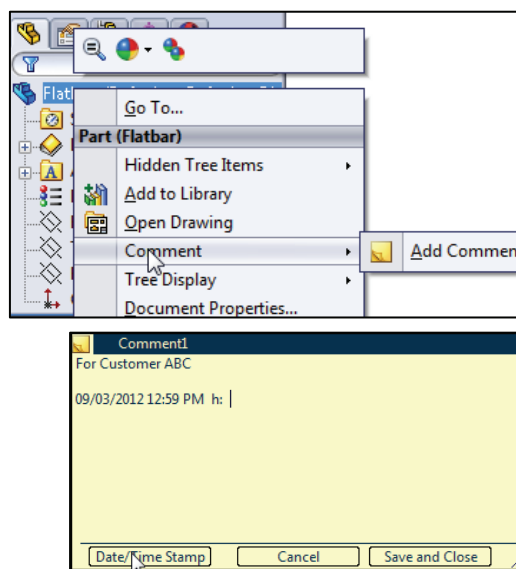 Flat
Go To...
Part (Flatbar)
Hidden Tree Items
Add to Library
Open Drawing
Comment
Add Commen
Tree Display
Document Properties...
Comment1
For Customer ABC
09/03/2012 12:59 PM h:
Date/Time Stamp
Cancel
Save and Close